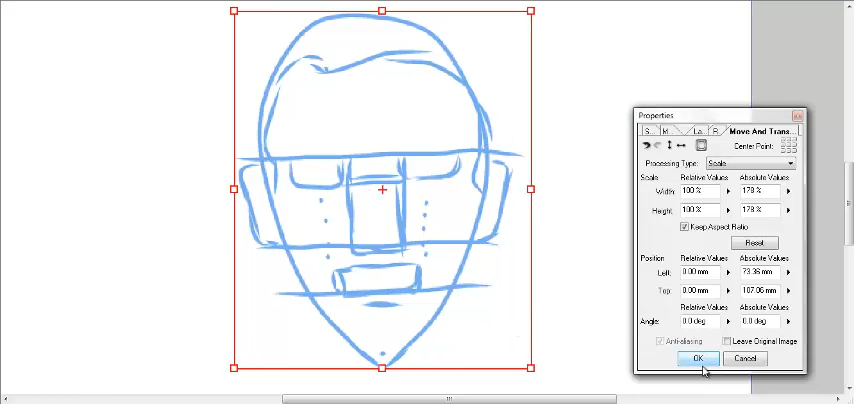 Properties
S... M... La... R... Move And Trans...
Center Point:
Processing Type: Scale
Scale Relative Values Absolute Values
Width: 100 % 178 %
Height: 100 % 178 %
Keep Aspect Ratio
Reset
Position Relative Values Absolute Values
Left: 0.00 mm 73.36 mm
Top: 0.00 mm 107.06 mm
Relative Values Absolute Values
Angle: 0.0 deg 0.0 deg
Anti-aliasing Leave Original Image
OK Cancel